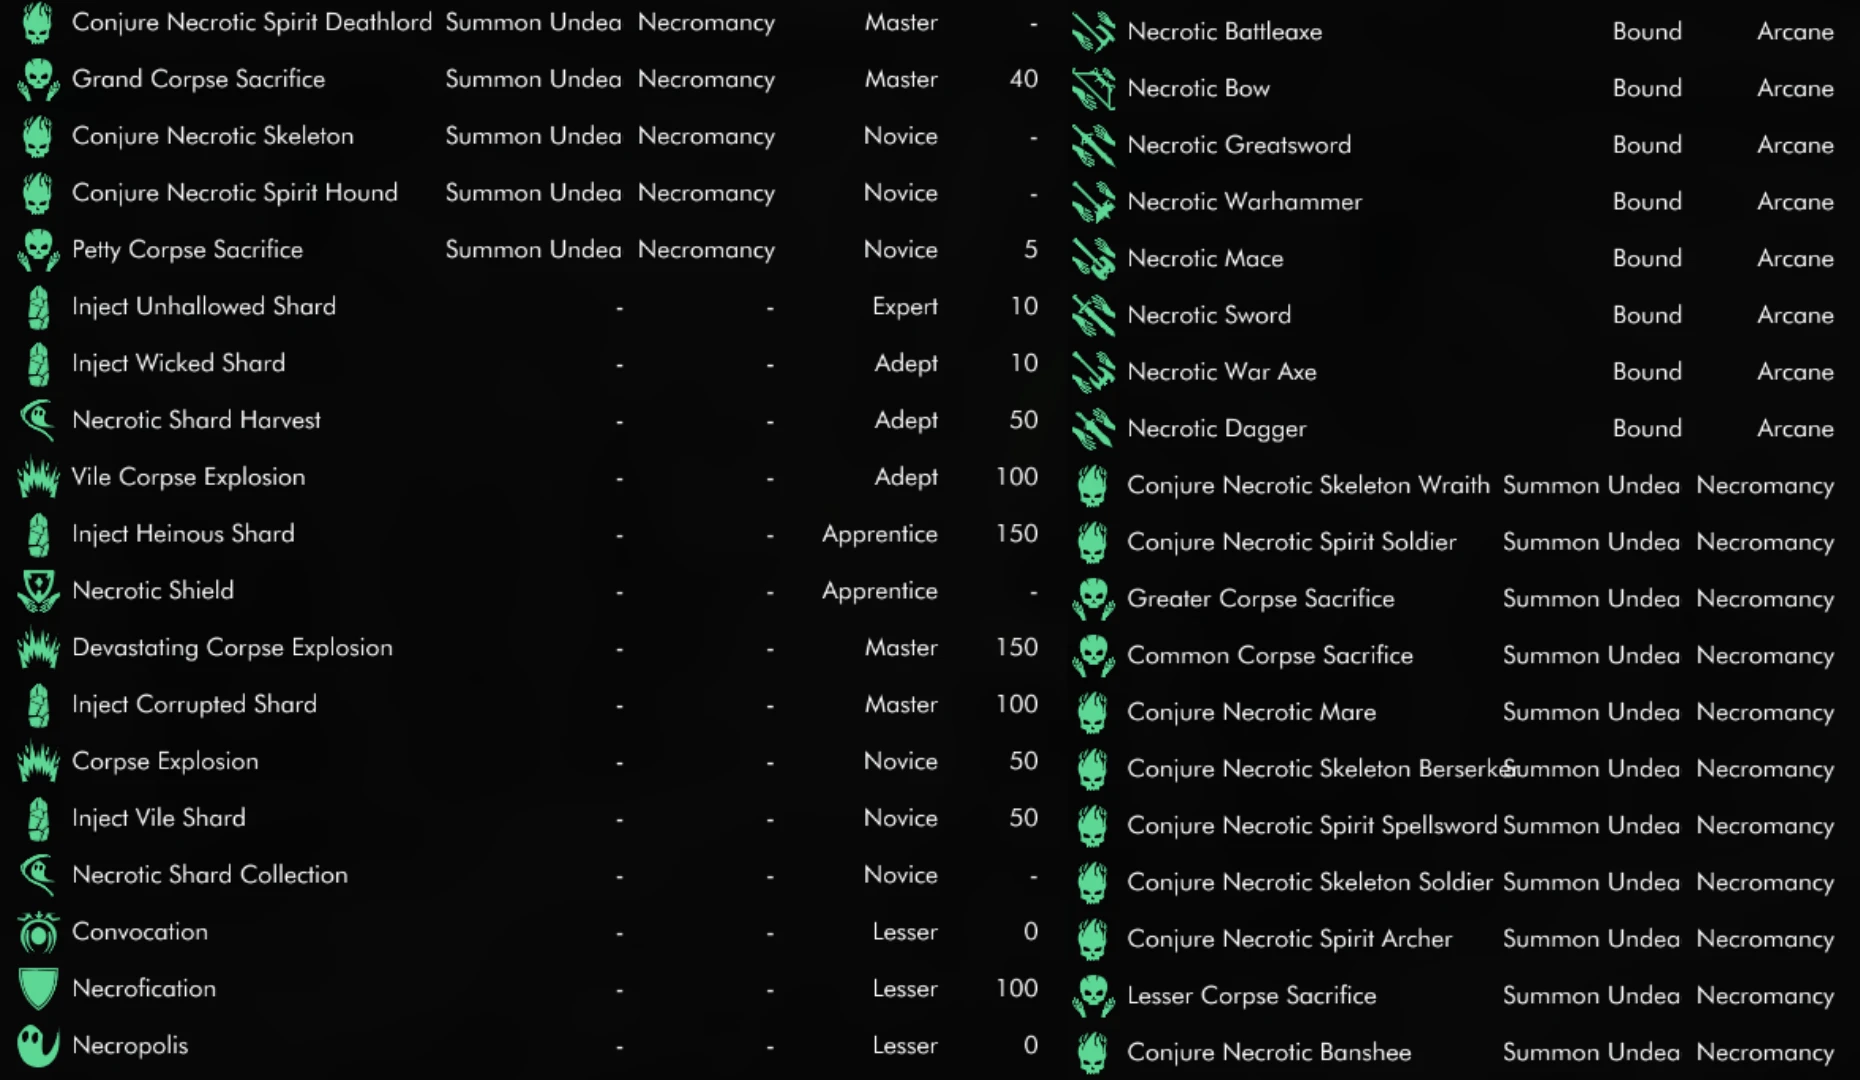 Conjure Necrotic Spirit Deathlord Summon Undea Necromancy Master -
Grand Corpse Sacrifice Summon Undea Necromancy Master 40
Conjure Necrotic Skeleton Summon Undea Necromancy Novice -
Conjure Necrotic Spirit Hound Summon Undea Necromancy Novice -
Petty Corpse Sacrifice Summon Undea Necromancy Novice 5
Inject Unhallowed Shard - - Expert 10
Inject Wicked Shard - - Adept 10
Necrotic Shard Harvest - - Adept 50
Vile Corpse Explosion - - Adept 100
Inject Heinous Shard - - Apprentice 150
Necrotic Shield - - Apprentice -
Devastating Corpse Explosion - - Master 150
Inject Corrupted Shard - - Master 100
Corpse Explosion - - Novice 50
Inject Vile Shard - - Novice 50
Necrotic Shard Collection - - Novice -
Convocation - - Lesser 0
Necrofication - - Lesser 100
Necropolis - - Lesser 0
Necrotic Battleaxe Bound Arcane
Necrotic Bow Bound Arcane
Necrotic Greatsword Bound Arcane
Necrotic Warhammer Bound Arcane
Necrotic Mace Bound Arcane
Necrotic Sword Bound Arcane
Necrotic War Axe Bound Arcane
Necrotic Dagger Bound Arcane
Conjure Necrotic Skeleton Wraith Summon Undea Necromancy
Conjure Necrotic Spirit Soldier Summon Undea Necromancy
Greater Corpse Sacrifice Summon Undea Necromancy
Common Corpse Sacrifice Summon Undea Necromancy
Conjure Necrotic Mare Summon Undea Necromancy
Conjure Necrotic Skeleton Berserker Summon Undea Necromancy
Conjure Necrotic Spirit Spellsword Summon Undea Necromancy
Conjure Necrotic Skeleton Soldier Summon Undea Necromancy
Conjure Necrotic Spirit Archer Summon Undea Necromancy
Lesser Corpse Sacrifice Summon Undea Necromancy
Conjure Necrotic Banshee Summon Undea Necromancy